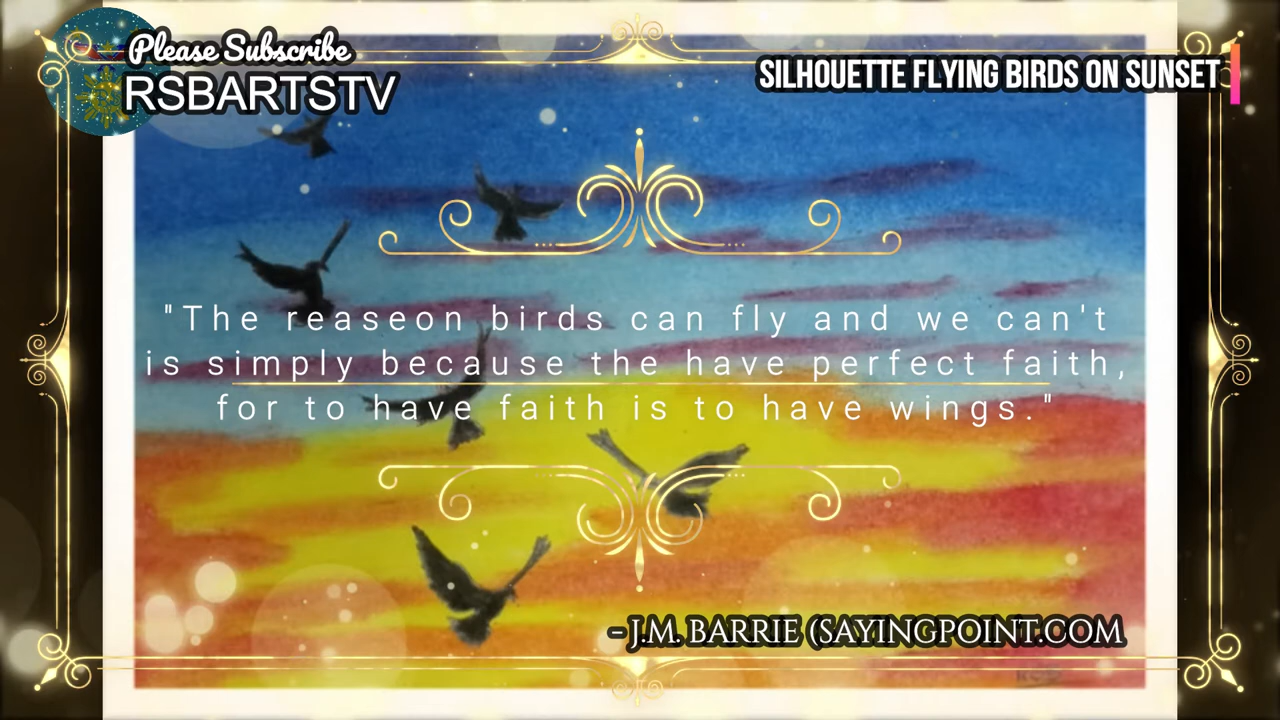 Please Subscribe
RSBARTSTV
SILHOUETTE FLYING BIRDS ON SUNSET
"The reaseon birds can fly and we can't
is simply because the have perfect faith,
for to have faith is to have wings."
- J.M. BARRIE (SAYINGPOINT.COM